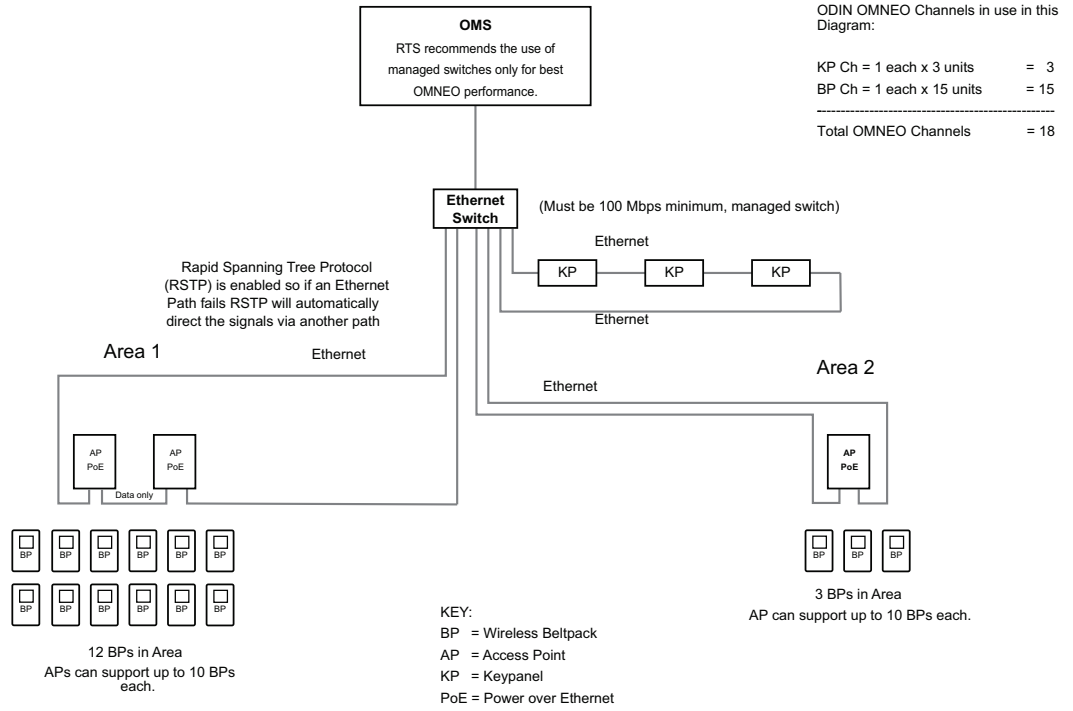 OMS
RTS recommends the use of
managed switches only for best
OMNEO performance.
ODIN OMNEO Channels in use in this
Diagram:
KP Ch = 1 each x 3 units = 3
BP Ch = 1 each x 15 units = 15
Total OMNEO Channels = 18
Ethernet
Switch
(Must be 100 Mbps minimum, managed switch)
Ethernet
KP
KP
KP
Ethernet
Rapid Spanning Tree Protocol
(RSTP) is enabled so if an Ethernet
Path fails RSTP will automatically
direct the signals via another path
Area 1
Ethernet
Area 2
Ethernet
AP
PoE
AP
PoE
Data only
AP
PoE
BP BP BP BP BP BP
BP BP BP BP BP BP
12 BPs in Area
APs can support up to 10 BPs
each.
BP BP BP
3 BPs in Area
AP can support up to 10 BPs each.
KEY:
BP = Wireless Beltpack
AP = Access Point
KP = Keypanel
PoE = Power over Ethernet